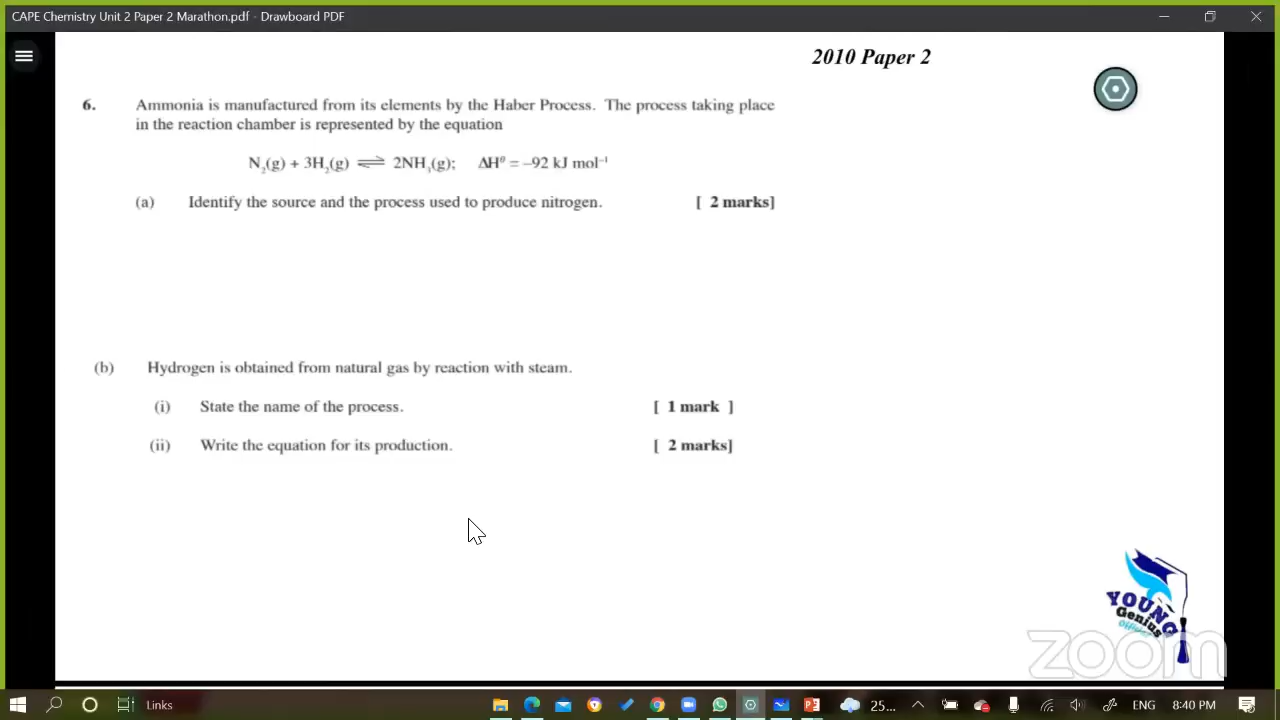 CAPE Chemistry Unit 2 Paper 2 Marathon.pdf - Drawboard PDF
2010 Paper 2
6. Ammonia is manufactured from its elements by the Haber Process. The process taking place
in the reaction chamber is represented by the equation
N₂(g) + 3H₂(g) ⇌ 2NH₃(g); ΔHᶿ = –92 kJ mol⁻¹
(a) Identify the source and the process used to produce nitrogen. [ 2 marks]
(b) Hydrogen is obtained from natural gas by reaction with steam.
(i) State the name of the process. [ 1 mark ]
(ii) Write the equation for its production. [ 2 marks]
YOUNG
Genius
zoom
Links 25... ENG 8:40 PM